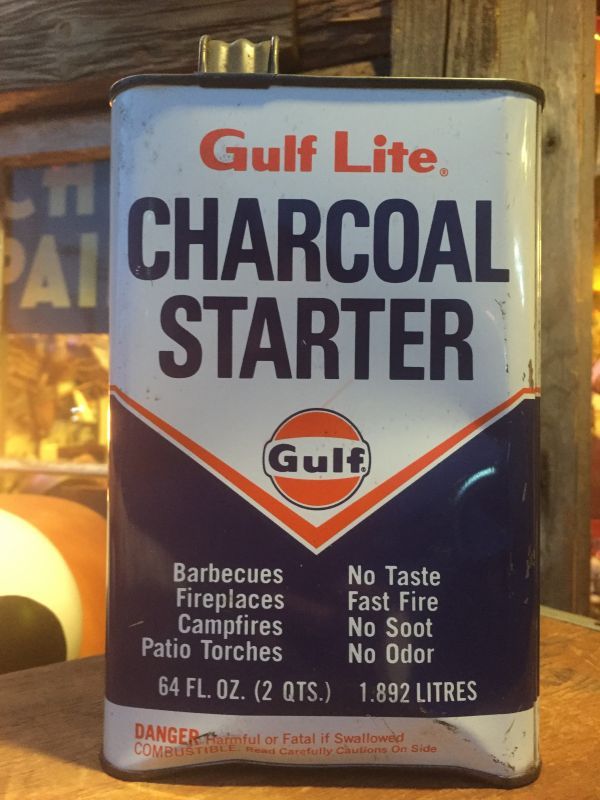 Gulf Lite®
CHARCOAL
STARTER
Gulf®
Barbecues
Fireplaces
Campfires
Patio Torches
No Taste
Fast Fire
No Soot
No Odor
64 FL. OZ. (2 QTS.) 1.892 LITRES
DANGER Harmful or Fatal if Swallowed
COMBUSTIBLE. Read Carefully Cautions On Side
PAI